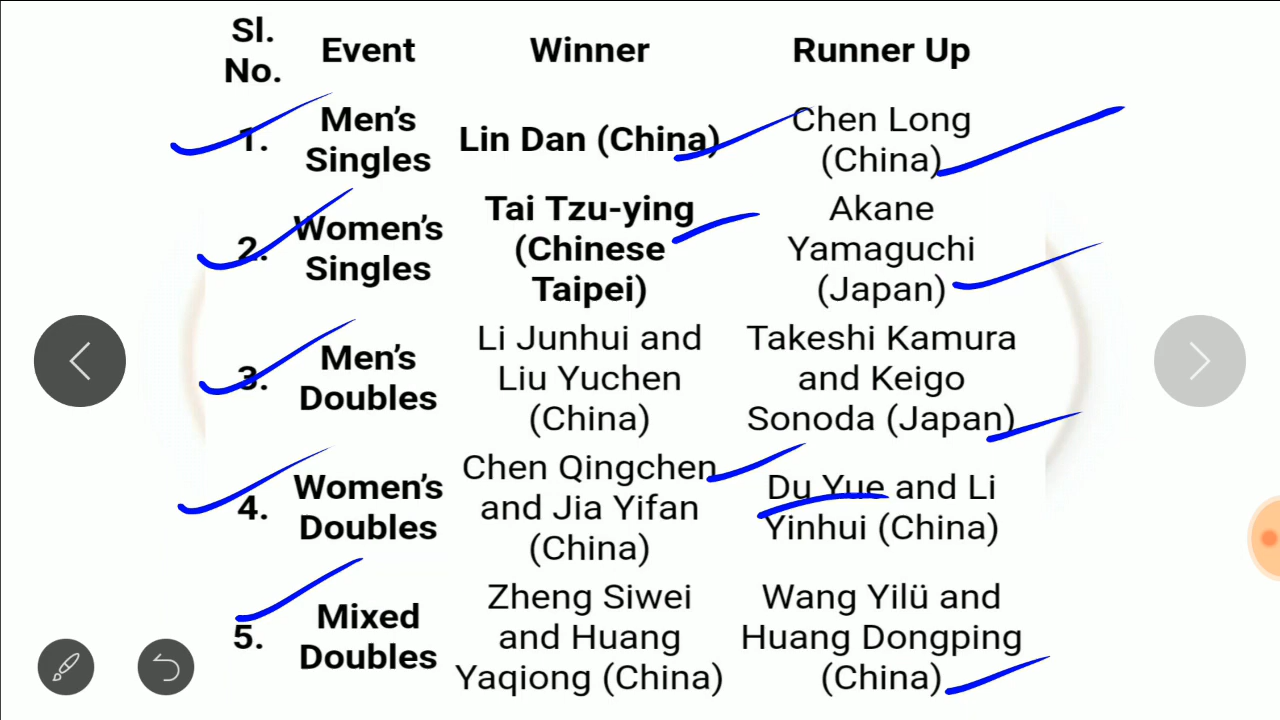 Sl. No. Event Winner Runner Up
1. Men’s Singles Lin Dan (China) Chen Long (China)
2. Women’s Singles Tai Tzu-ying (Chinese Taipei) Akane Yamaguchi (Japan)
3. Men’s Doubles Li Junhui and Liu Yuchen (China) Takeshi Kamura and Keigo Sonoda (Japan)
4. Women’s Doubles Chen Qingchen and Jia Yifan (China) Du Yue and Li Yinhui (China)
5. Mixed Doubles Zheng Siwei and Huang Yaqiong (China) Wang Yilü and Huang Dongping (China)